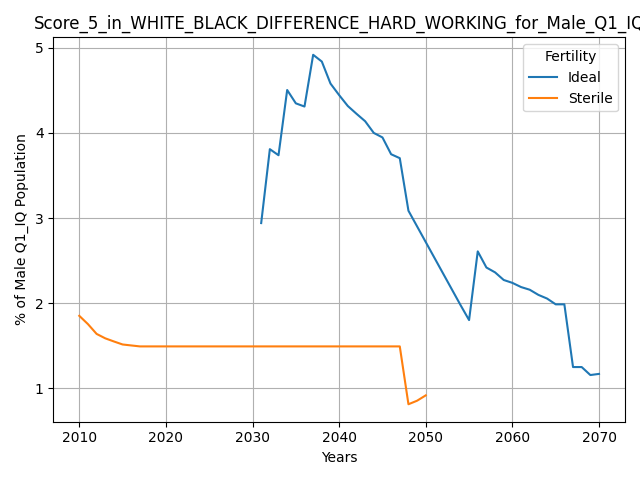 Score_5_in_WHITE_BLACK_DIFFERENCE_HARD_WORKING_for_Male_Q1_IQ
Fertility
Ideal
Sterile
% of Male Q1_IQ Population
5
4
3
2
1
2010 2020 2030 2040 2050 2060 2070
Years